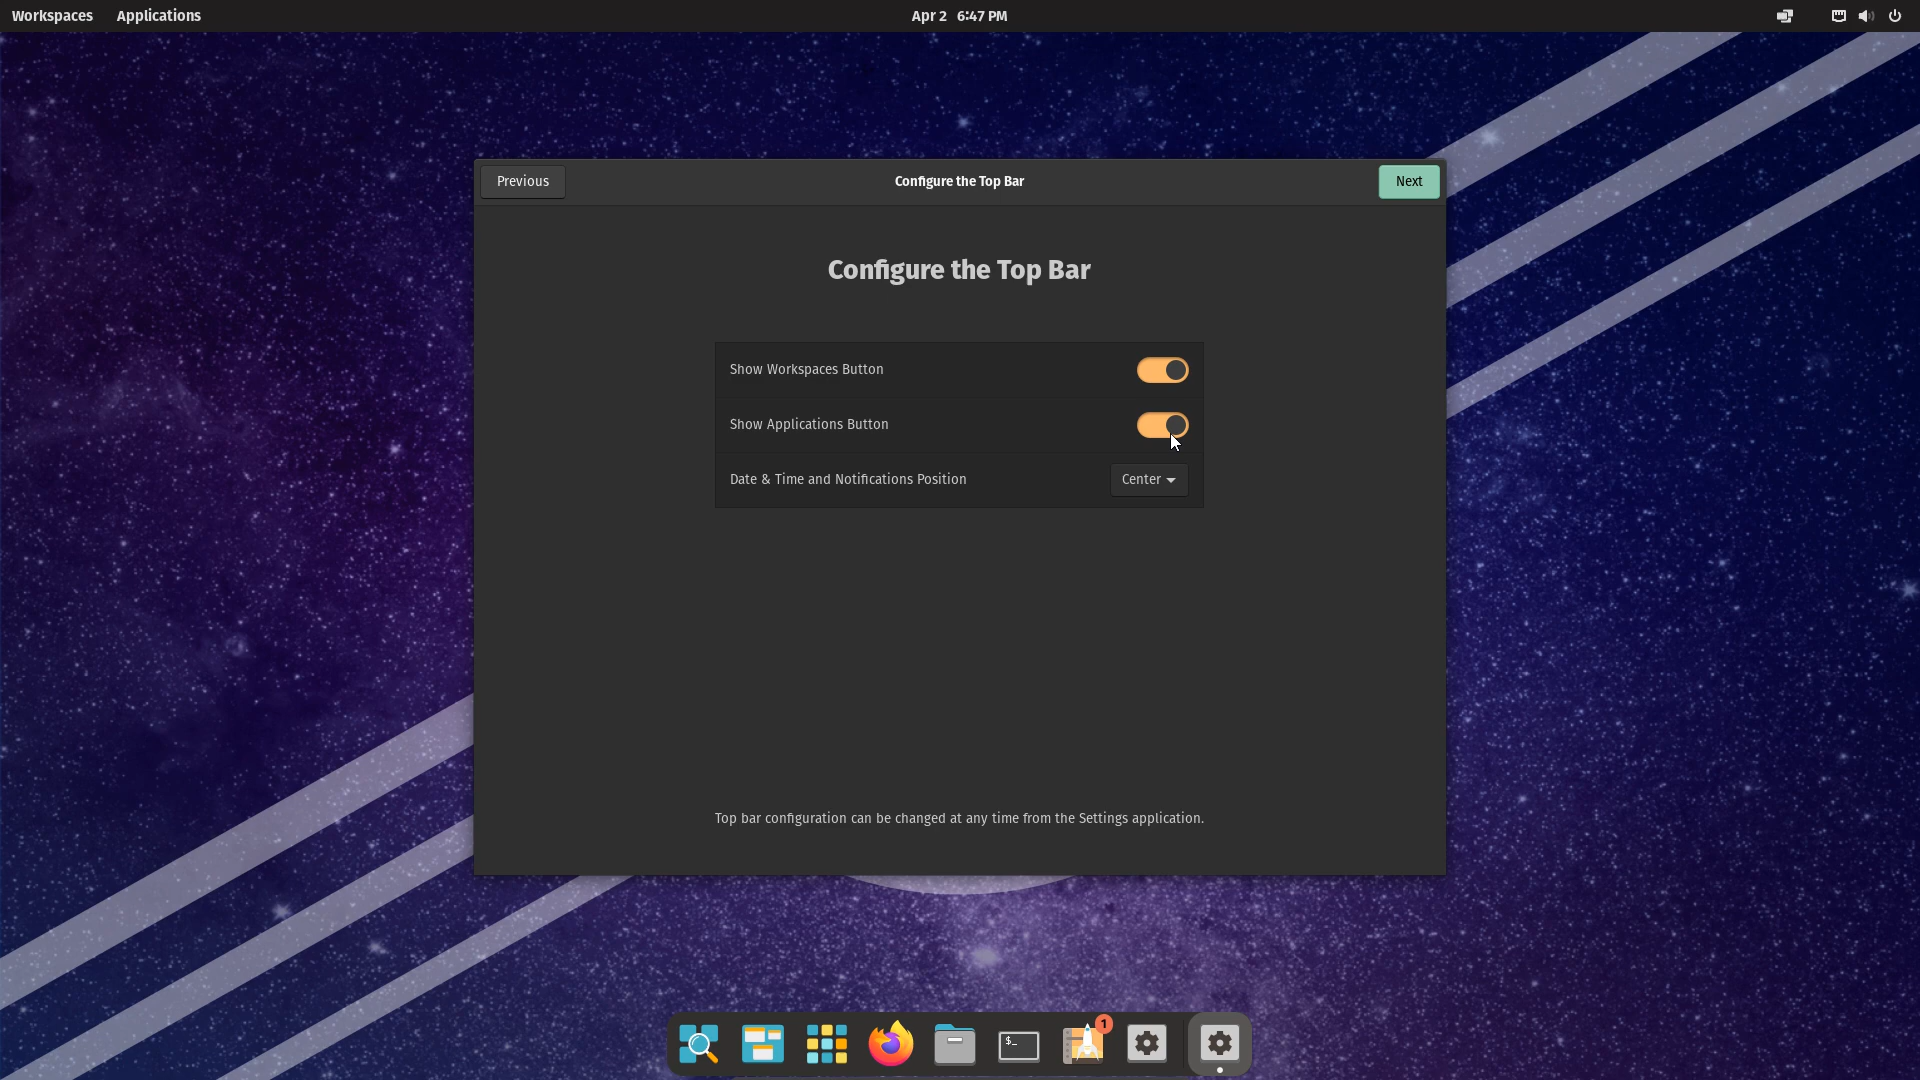 Workspaces Applications Apr 2 6:47 PM
Previous Configure the Top Bar Next
Configure the Top Bar
Show Workspaces Button
Show Applications Button
Date & Time and Notifications Position Center
Top bar configuration can be changed at any time from the Settings application.
$_ 1